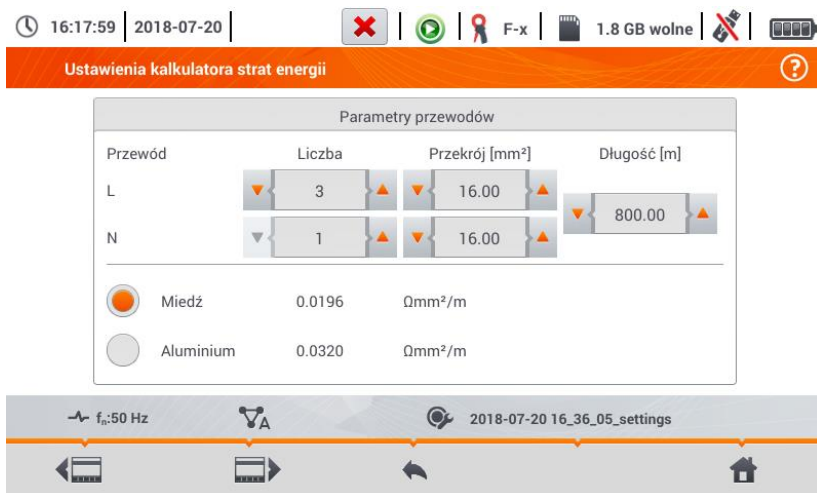 16:17:59 2018-07-20 F-x 1.8 GB wolne
Ustawienia kalkulatora strat energii ?
Parametry przewodów
Przewód Liczba Przekrój [mm²] Długość [m]
L 3 16.00
800.00
N 1 16.00
Miedź 0.0196 Ωmm²/m
Aluminium 0.0320 Ωmm²/m
fₙ:50 Hz A 2018-07-20 16_36_05_settings